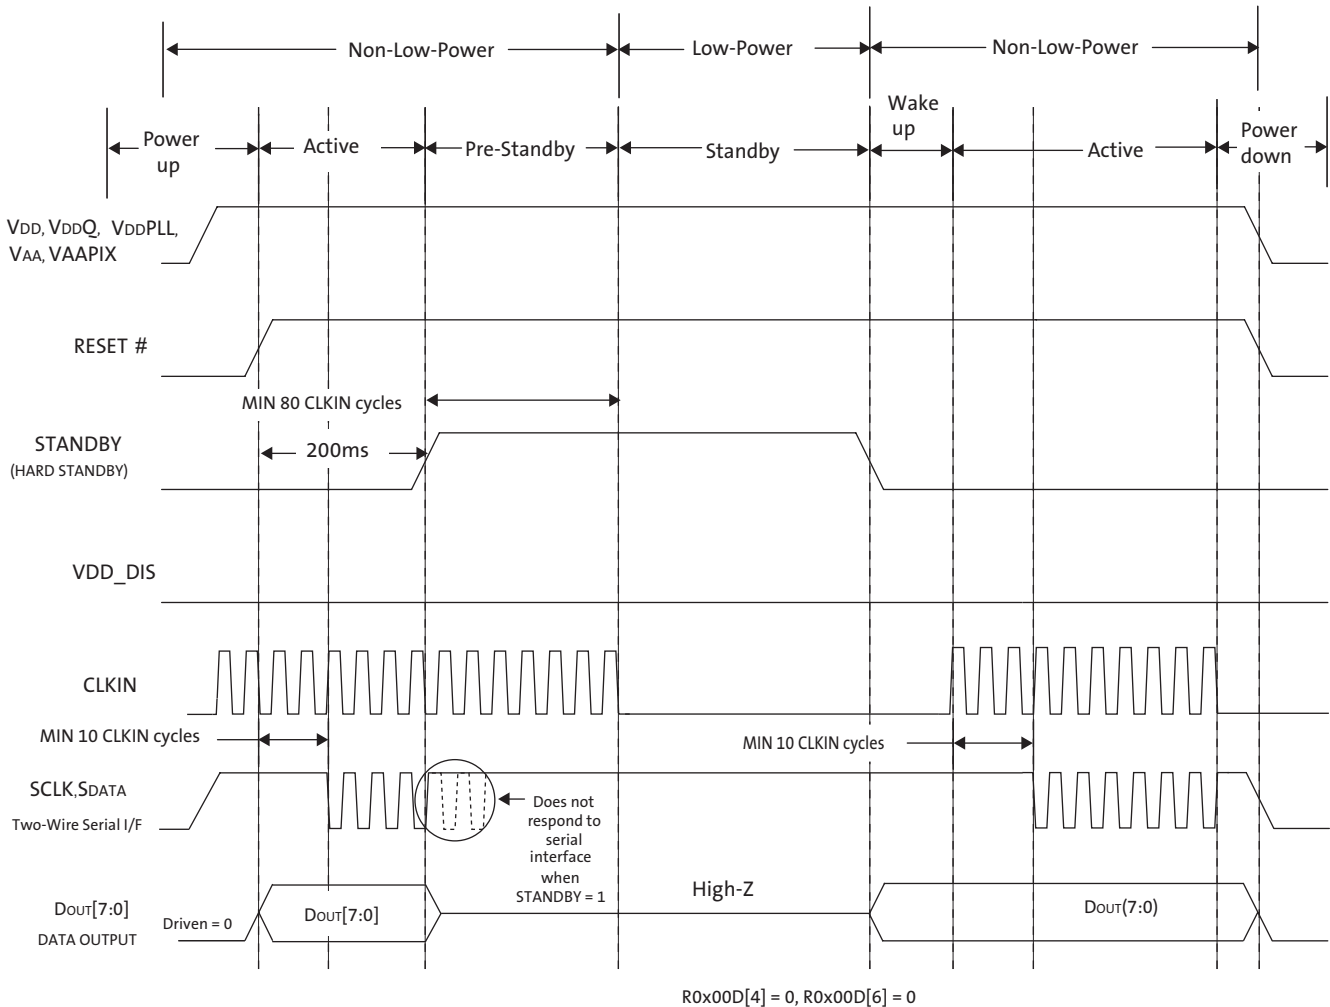 Non-Low-Power
Low-Power
Non-Low-Power
Power
up
Active
Pre-Standby
Standby
Wake
up
Active
Power
down
VDD, VDDQ, VDDPLL,
VAA, VAAPIX
RESET #
MIN 80 CLKIN cycles
STANDBY
(HARD STANDBY)
200ms
VDD_DIS
CLKIN
MIN 10 CLKIN cycles
MIN 10 CLKIN cycles
SCLK,SDATA
Two-Wire Serial I/F
Does not
respond to
serial
interface
when
STANDBY = 1
DOUT[7:0]
DATA OUTPUT
Driven = 0
DOUT[7:0]
High-Z
DOUT(7:0)
R0x00D[4] = 0, R0x00D[6] = 0